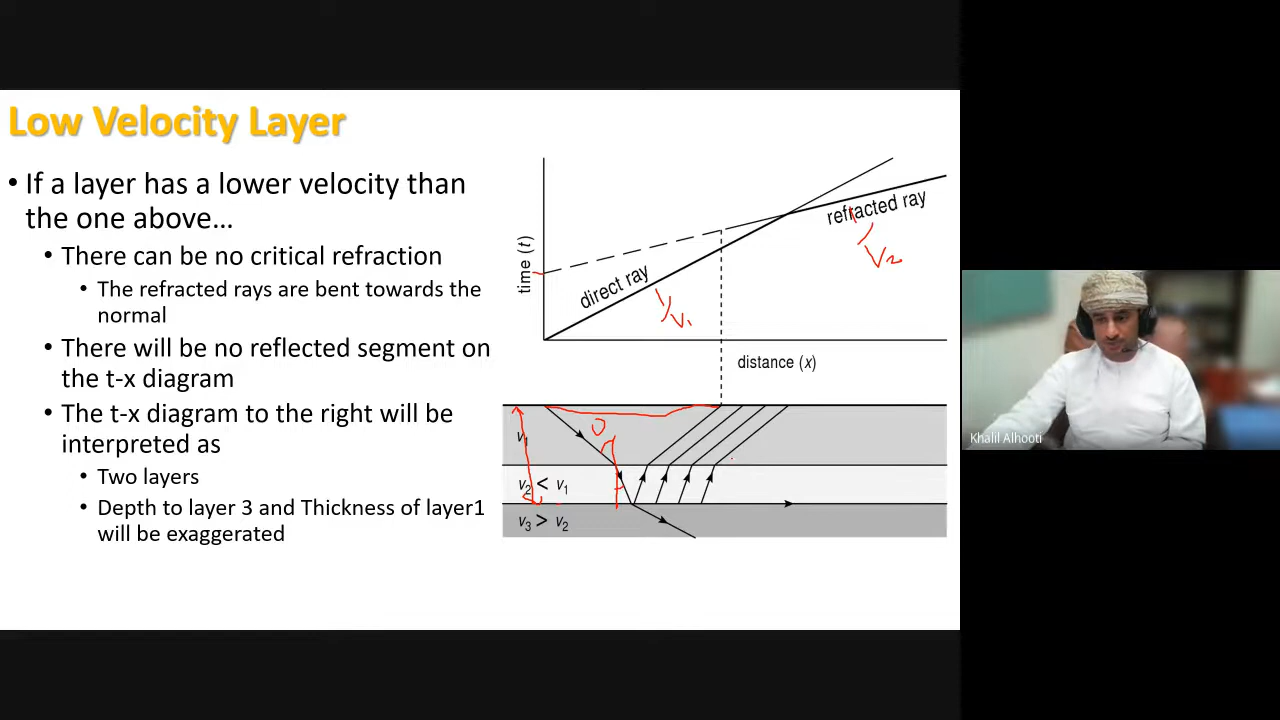 Low Velocity Layer
• If a layer has a lower velocity than
the one above…
• There can be no critical refraction
• The refracted rays are bent towards the
normal
• There will be no reflected segment on
the t-x diagram
• The t-x diagram to the right will be
interpreted as
• Two layers
• Depth to layer 3 and Thickness of layer1
will be exaggerated
time (t)
direct ray
1/V₁
refracted ray
1/V₂
distance (x)
v₁
v₂ < v₁
v₃ > v₂
Khalil Alhooti